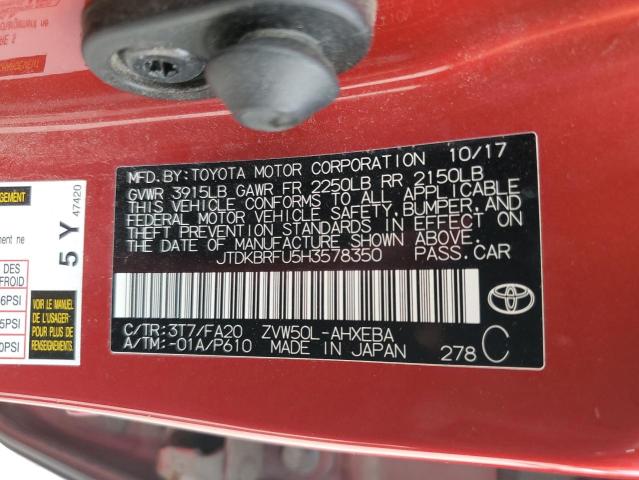 MFD.BY:TOYOTA MOTOR CORPORATION 10/17
GVWR 3915LB GAWR FR 2250LB RR 2150LB
THIS VEHICLE CONFORMS TO ALL APPLICABLE
FEDERAL MOTOR VEHICLE SAFETY,BUMPER,AND
THEFT PREVENTION STANDARDS IN EFFECT ON
THE DATE OF MANUFACTURE SHOWN ABOVE.
JTDKBRFU5H3578350 PASS.CAR
C/TR:3T7/FA20 ZVW50L-AHXEBA
A/TM:-01A/P610 MADE IN JAPAN 278 C
TOYOTA
5 Y
47420
DES
FROID
VOIR LE MANUEL
DE L'USAGER
POUR PLUS DE